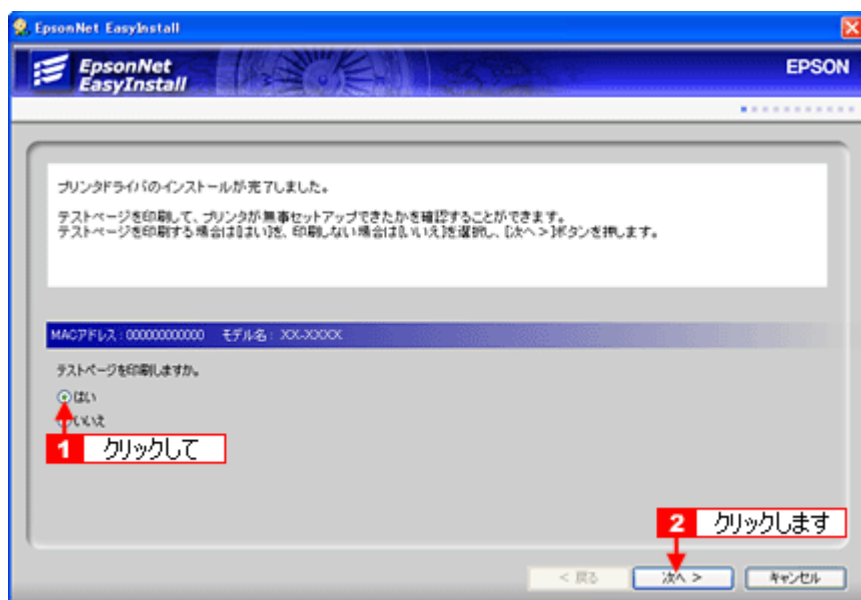 EpsonNet EasyInstall
EpsonNet
EasyInstall
EPSON
プリンタドライバのインストールが完了しました。
テストページを印刷して、プリンタが無事セットアップできたかを確認することができます。
テストページを印刷する場合は[はい]を、印刷しない場合は[いいえ]を選択し、[次へ>]ボタンを押します。
MACアドレス：000000000000 モデル名： XX-XXXX
テストページを印刷しますか。
はい
いいえ
1 クリックして
2 クリックします
< 戻る 次へ > キャンセル